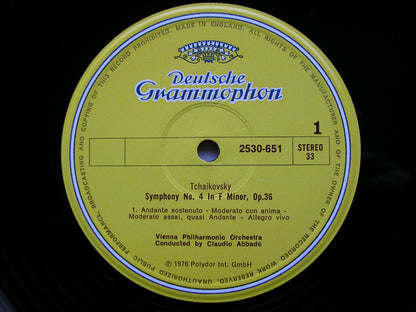 ALL RIGHTS OF THE MANUFACTURER AND OF THE OWNER OF THE RECORDED WORK RESERVED. UNAUTHORIZED PUBLIC PERFORMANCE, BROADCASTING AND COPYING OF THIS RECORD PROHIBITED. MADE IN
Deutsche
Grammophon
1
2530-651
STEREO
33
Tchaikovsky
Symphony No. 4 In F Minor, Op.36
1. Andante sostenuto - Moderato con anima -
Moderato assai, quasi Andante - Allegro vivo
Vienna Philharmonic Orchestra
Conducted by Claudio Abbado
℗ 1976 Polydor Int. GmbH